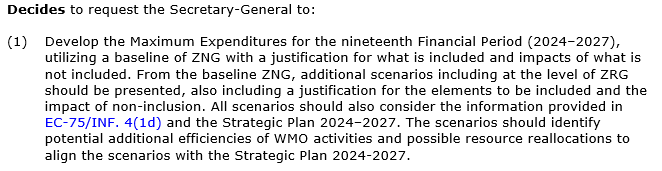 Decides to request the Secretary-General to:
(1) Develop the Maximum Expenditures for the nineteenth Financial Period (2024–2027),
utilizing a baseline of ZNG with a justification for what is included and impacts of what is
not included. From the baseline ZNG, additional scenarios including at the level of ZRG
should be presented, also including a justification for the elements to be included and the
impact of non-inclusion. All scenarios should also consider the information provided in
EC-75/INF. 4(1d) and the Strategic Plan 2024–2027. The scenarios should identify
potential additional efficiencies of WMO activities and possible resource reallocations to
align the scenarios with the Strategic Plan 2024-2027.